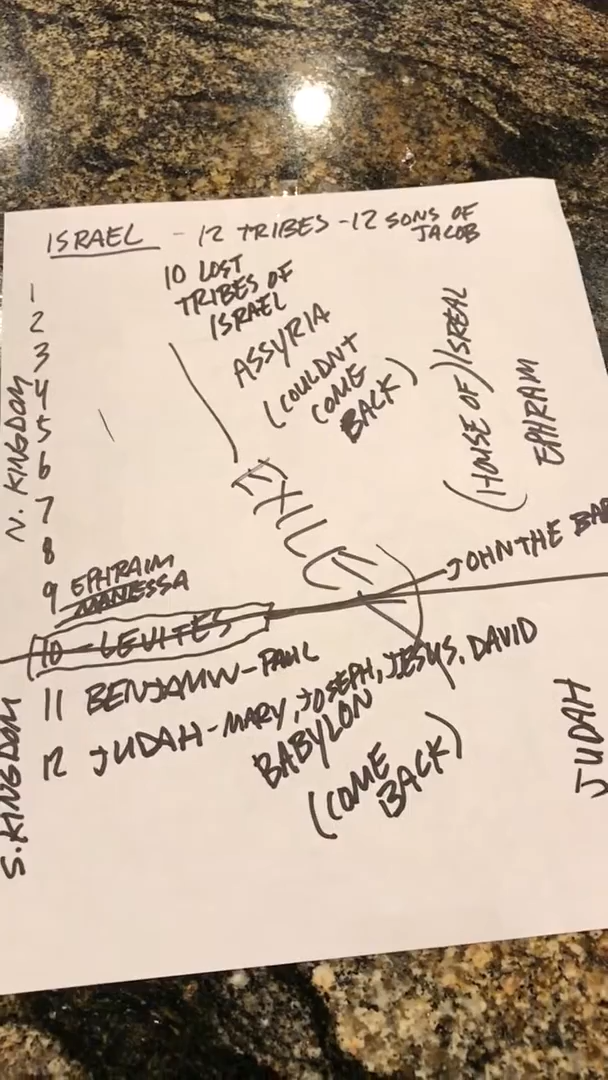 ISRAEL - 12 TRIBES - 12 SONS OF JACOB
10 LOST
TRIBES OF
ISRAEL
ASSYRIA
(COULDNT
COME
BACK)
(HOUSE OF) ISREAL
EPHRAM
N. KINGDOM
1
2
3
4
5
6
7
8
9 EPHRAIM
MANESSA
EXILE
JOHN THE BA
10 LEVITES
S. KINGDOM
11 BENJAMIN - PAUL
12 JUDAH - MARY, JOSEPH, JESUS, DAVID
BABYLON
(COME
BACK)
JUDAH